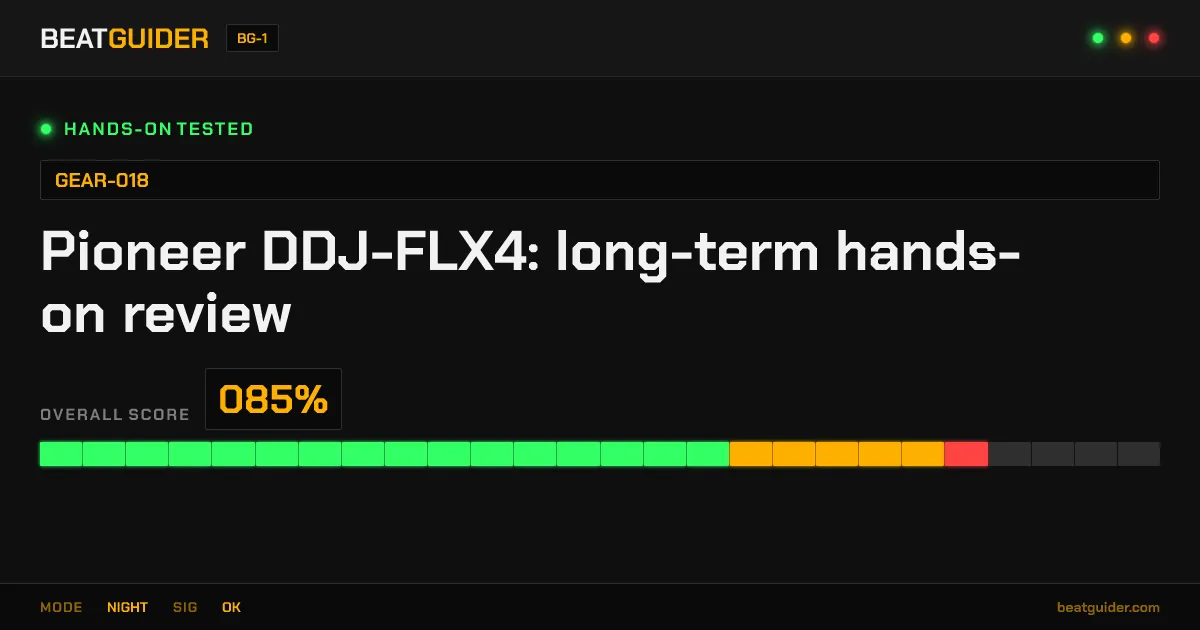 BEATGUIDER BG-1
HANDS-ON TESTED
GEAR-018
Pioneer DDJ-FLX4: long-term hands-
on review
OVERALL SCORE 085%
MODE NIGHT SIG OK beatguider.com